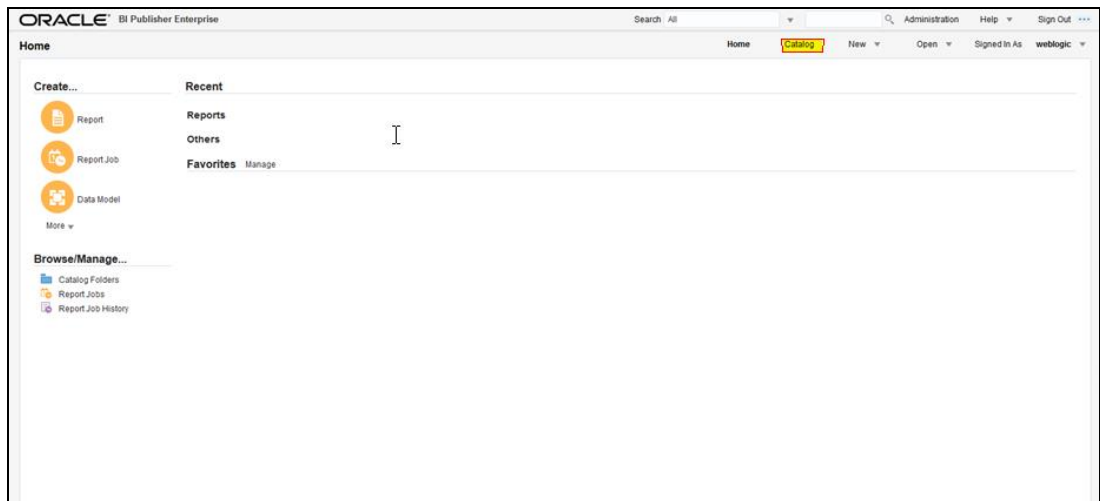 ORACLE BI Publisher Enterprise Search All Administration Help Sign Out
Home Home Catalog New Open Signed In As weblogic
Create...
Report
Report Job
Data Model
More
Browse/Manage...
Catalog Folders
Report Jobs
Report Job History
Recent
Reports
Others
Favorites Manage